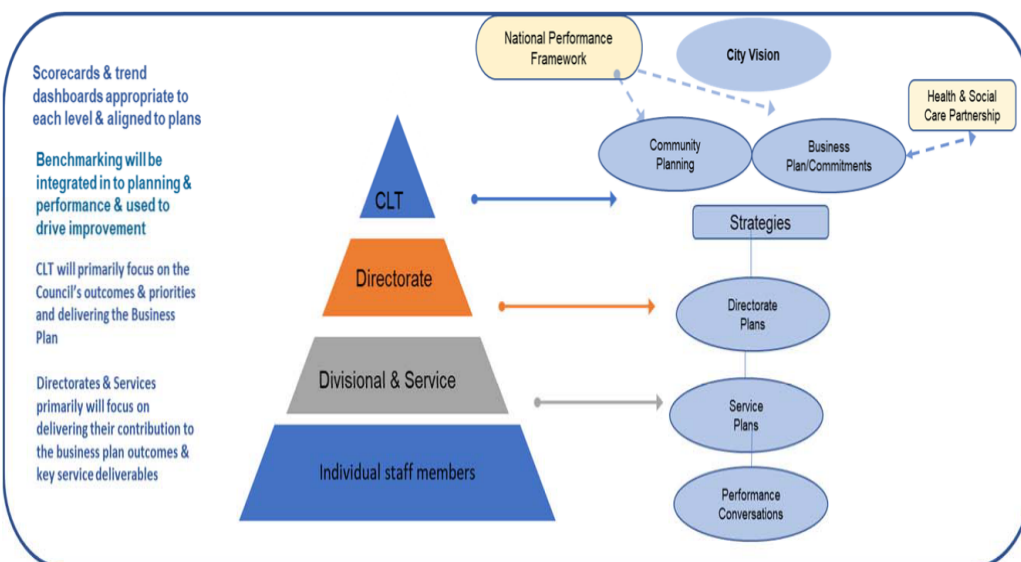 Scorecards & trend
dashboards appropriate to
each level & aligned to plans
Benchmarking will be
integrated in to planning &
performance & used to
drive improvement
CLT will primarily focus on the
Council's outcomes & priorities
and delivering the Business
Plan
Directorates & Services
primarily will focus on
delivering their contribution to
the business plan outcomes &
key service deliverables
CLT
Directorate
Divisional & Service
Individual staff members
National Performance
Framework
City Vision
Health & Social
Care Partnership
Community
Planning
Business
Plan/Commitments
Strategies
Directorate
Plans
Service
Plans
Performance
Conversations